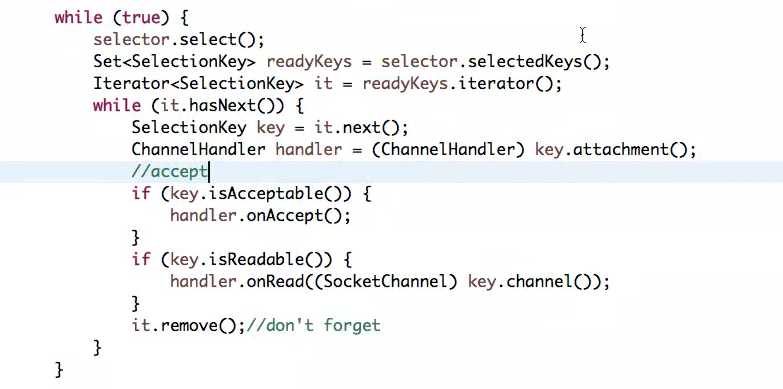 while (true) {
selector.select();
Set<SelectionKey> readyKeys = selector.selectedKeys();
Iterator<SelectionKey> it = readyKeys.iterator();
while (it.hasNext()) {
SelectionKey key = it.next();
ChannelHandler handler = (ChannelHandler) key.attachment();
//accept
if (key.isAcceptable()) {
handler.onAccept();
}
if (key.isReadable()) {
handler.onRead((SocketChannel) key.channel());
}
it.remove();//don't forget
}
}